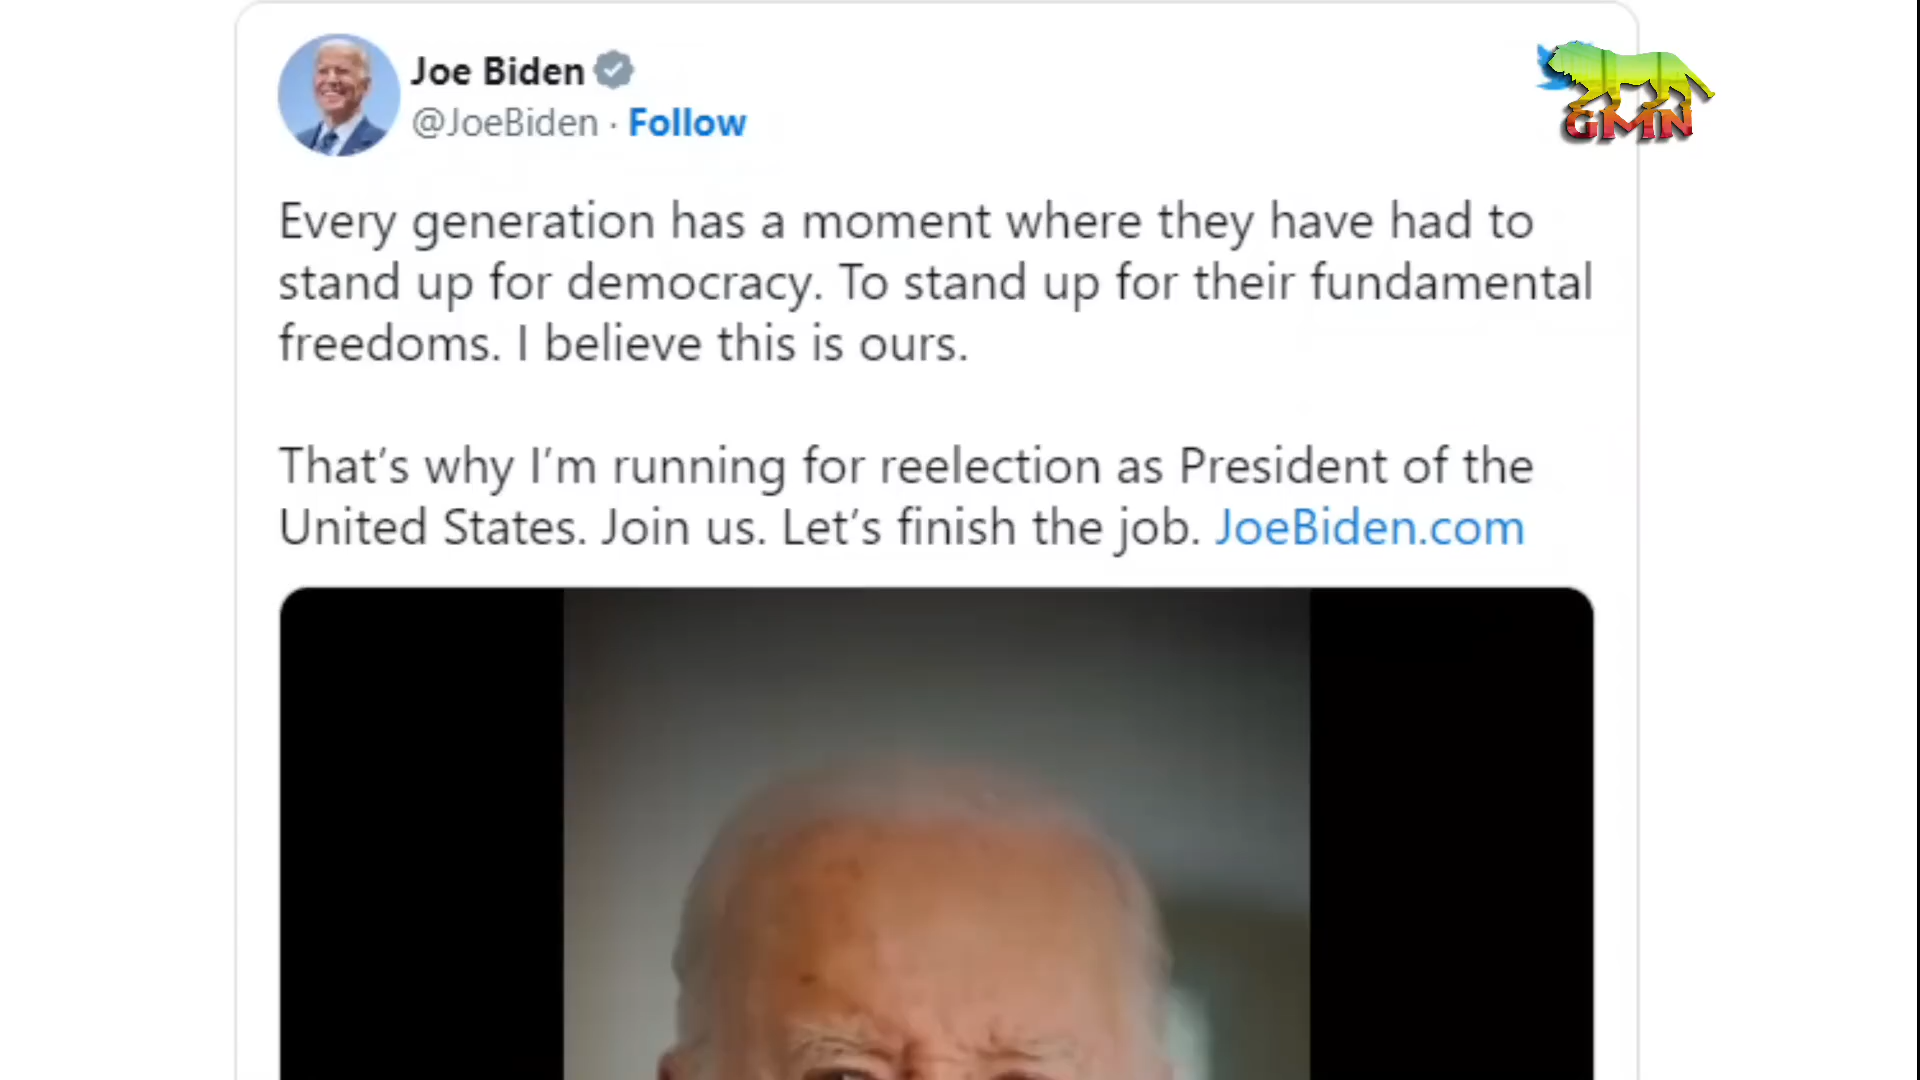 Joe Biden
@JoeBiden · Follow
GMN
Every generation has a moment where they have had to
stand up for democracy. To stand up for their fundamental
freedoms. I believe this is ours.
That’s why I’m running for reelection as President of the
United States. Join us. Let’s finish the job. JoeBiden.com